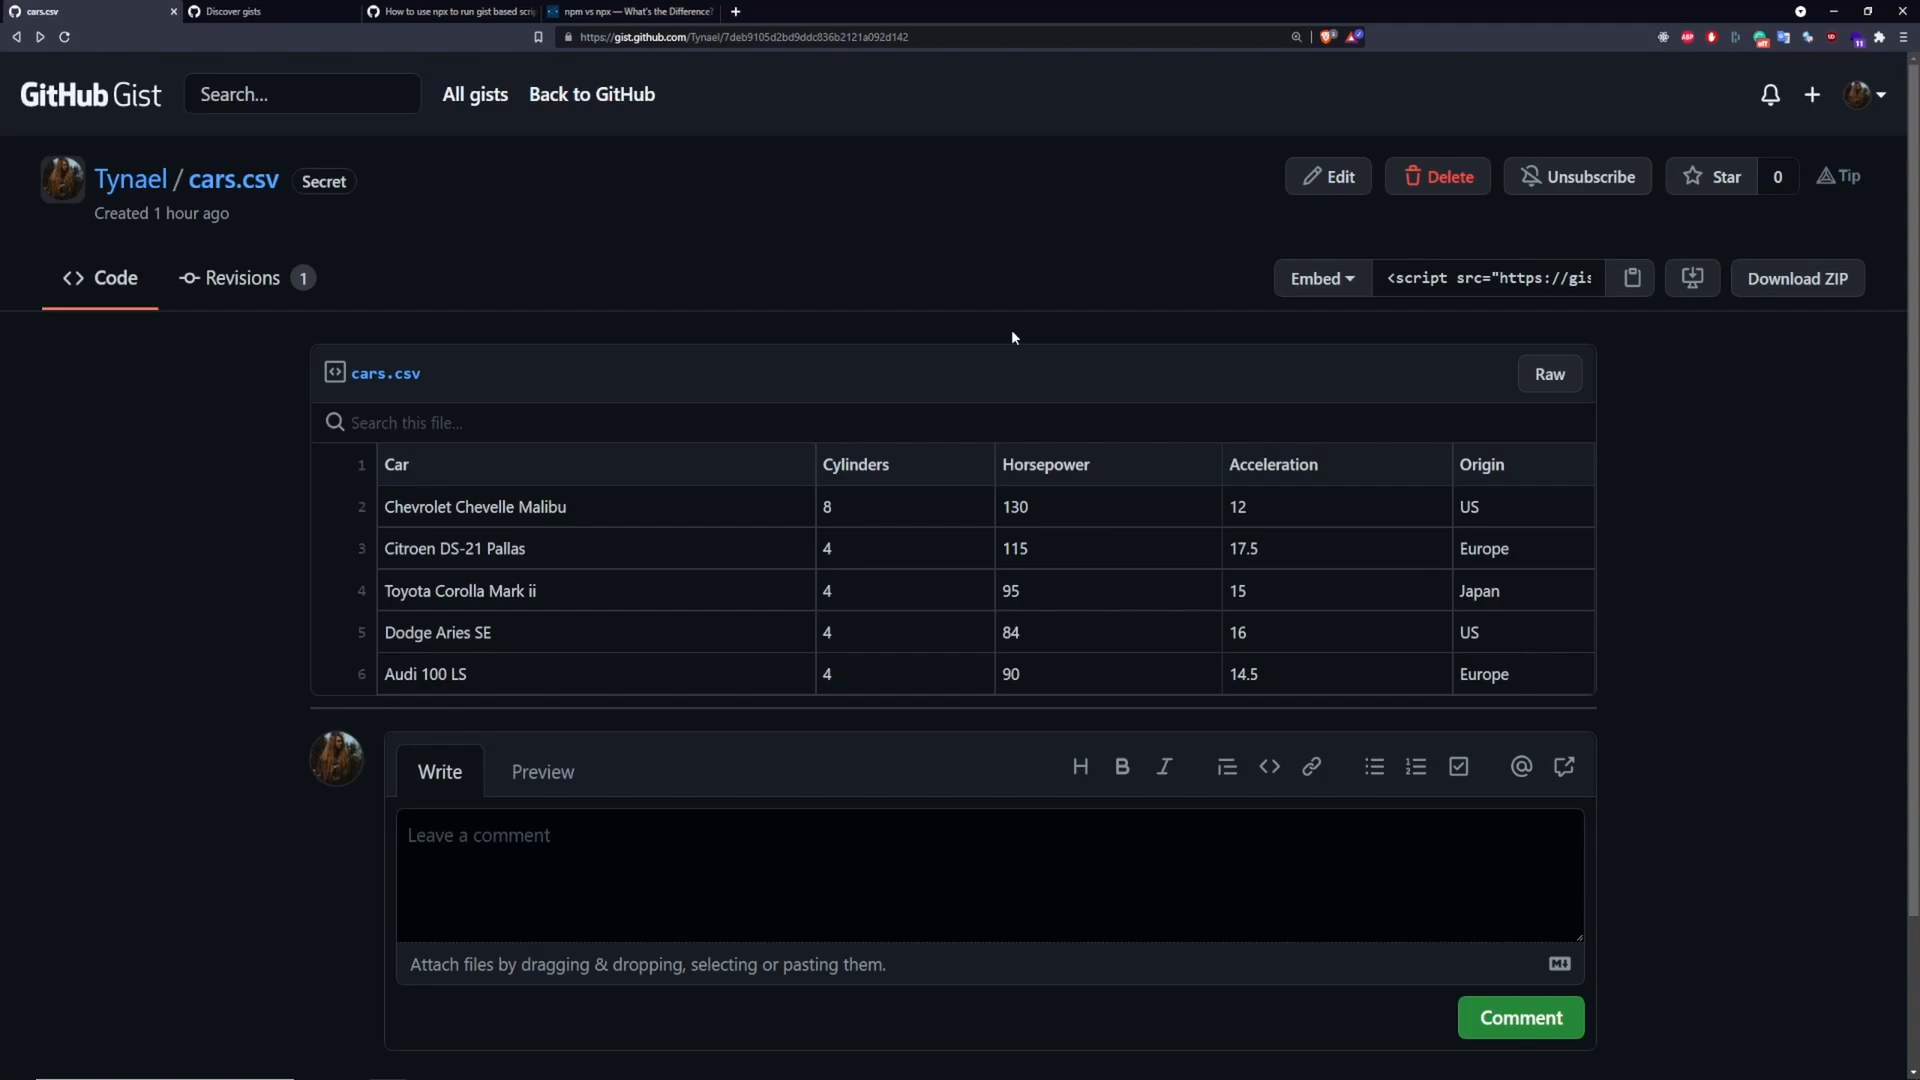 cars.csv
Discover gists
How to use npx to run gist based scri
npm vs npx — What's the Difference?
https://gist.github.com/Tynael/7deb9105d2bd9ddc836b2121a092d142
GitHub Gist
Search...
All gists
Back to GitHub
Tynael / cars.csv
Secret
Created 1 hour ago
Edit
Delete
Unsubscribe
Star
0
Tip
Code
Revisions 1
Embed
<script src="https://gis
Download ZIP
cars.csv
Raw
Search this file...
1 Car Cylinders Horsepower Acceleration Origin
2 Chevrolet Chevelle Malibu 8 130 12 US
3 Citroen DS-21 Pallas 4 115 17.5 Europe
4 Toyota Corolla Mark ii 4 95 15 Japan
5 Dodge Aries SE 4 84 16 US
6 Audi 100 LS 4 90 14.5 Europe
Write
Preview
Leave a comment
Attach files by dragging & dropping, selecting or pasting them.
Comment